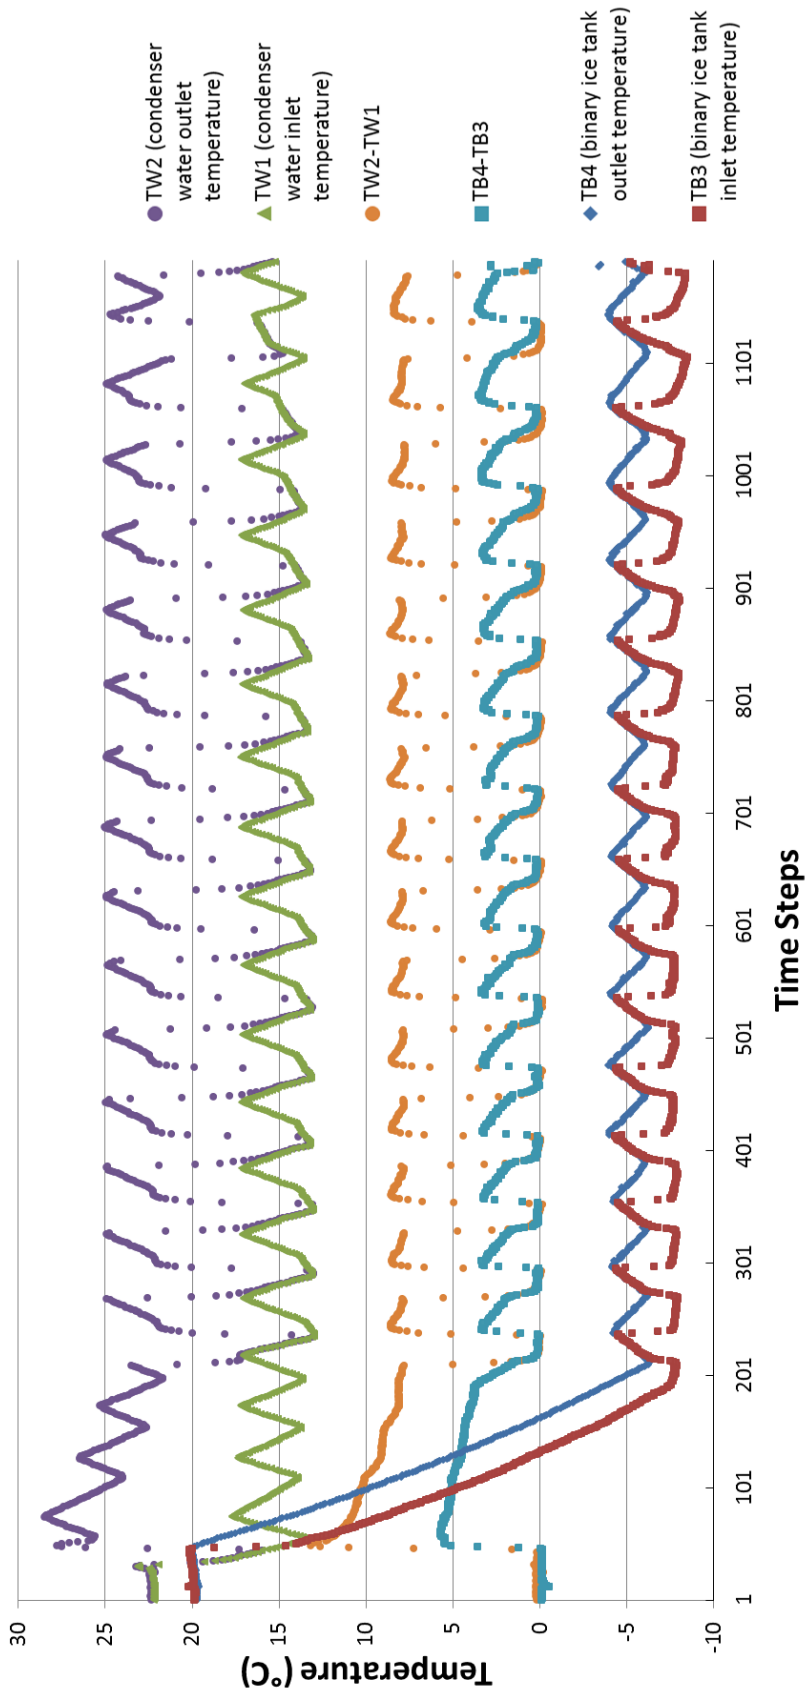 Temperature (°C)
30
25
20
15
10
5
0
-5
-10
1
101
201
301
401
501
601
701
801
901
1001
1101
Time Steps
TW2 (condenser
water outlet
temperature)
TW1 (condenser
water inlet
temperature)
TW2-TW1
TB4-TB3
TB4 (binary ice tank
outlet temperature)
TB3 (binary ice tank
inlet temperature)